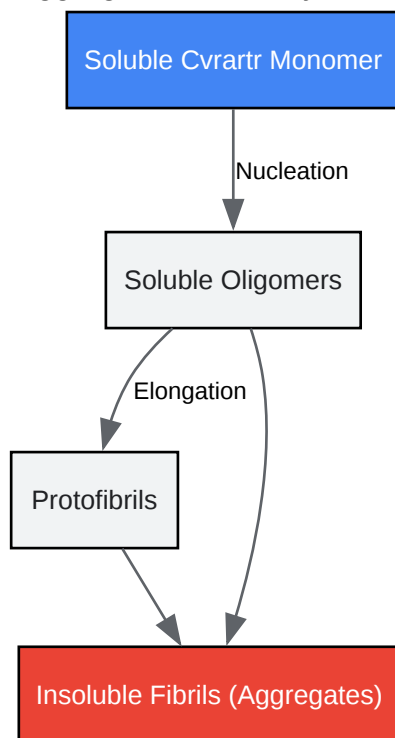 Soluble Cvrartr Monomer
Nucleation
Soluble Oligomers
Elongation
Protofibrils
Insoluble Fibrils (Aggregates)